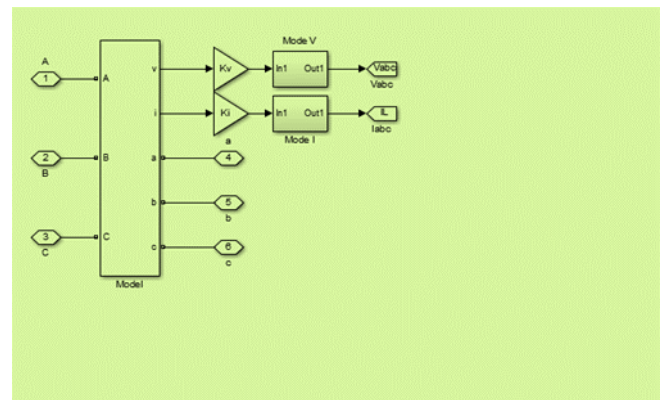 Mode V
A
1
A
v
Kv
In1 Out1
Vabc
Vabc
i
Ki
In1 Out1
IL
Iabc
Mode I
a
2
B
B
a
4
b
5
b
3
C
C
c
6
c
Model